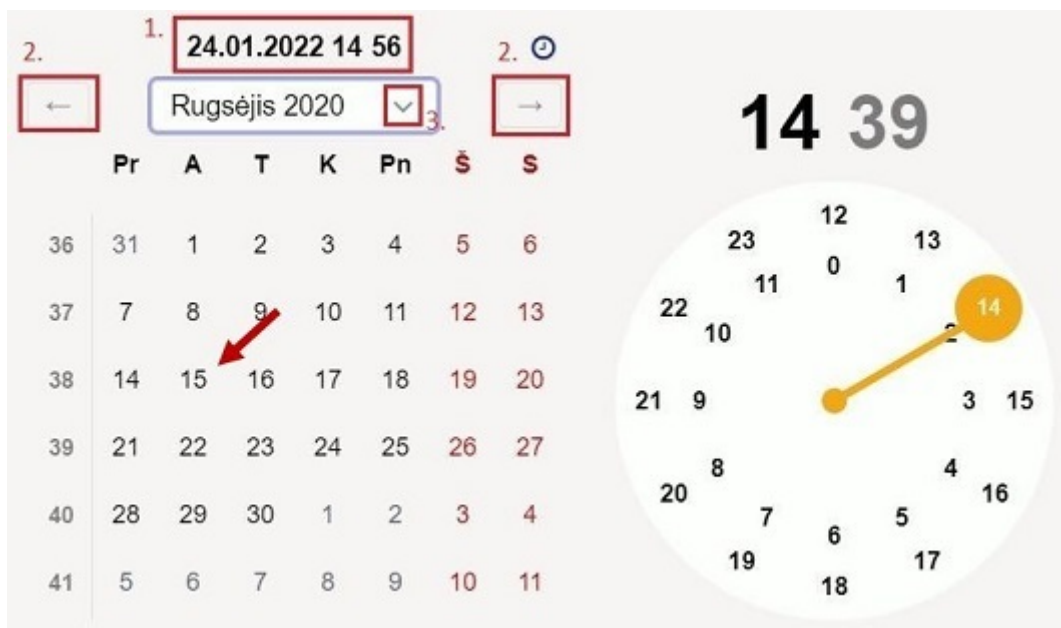 1.
24.01.2022 14 56
2.
2.
←
Rugsėjis 2020
3.
→
Pr A T K Pn Š S
36 31 1 2 3 4 5 6
37 7 8 9 10 11 12 13
38 14 15 16 17 18 19 20
39 21 22 23 24 25 26 27
40 28 29 30 1 2 3 4
41 5 6 7 8 9 10 11
14 39
12
23 13
0
11 1
22 14
10 2
21 9 3 15
8 4
20 16
7 5
6
19 17
18